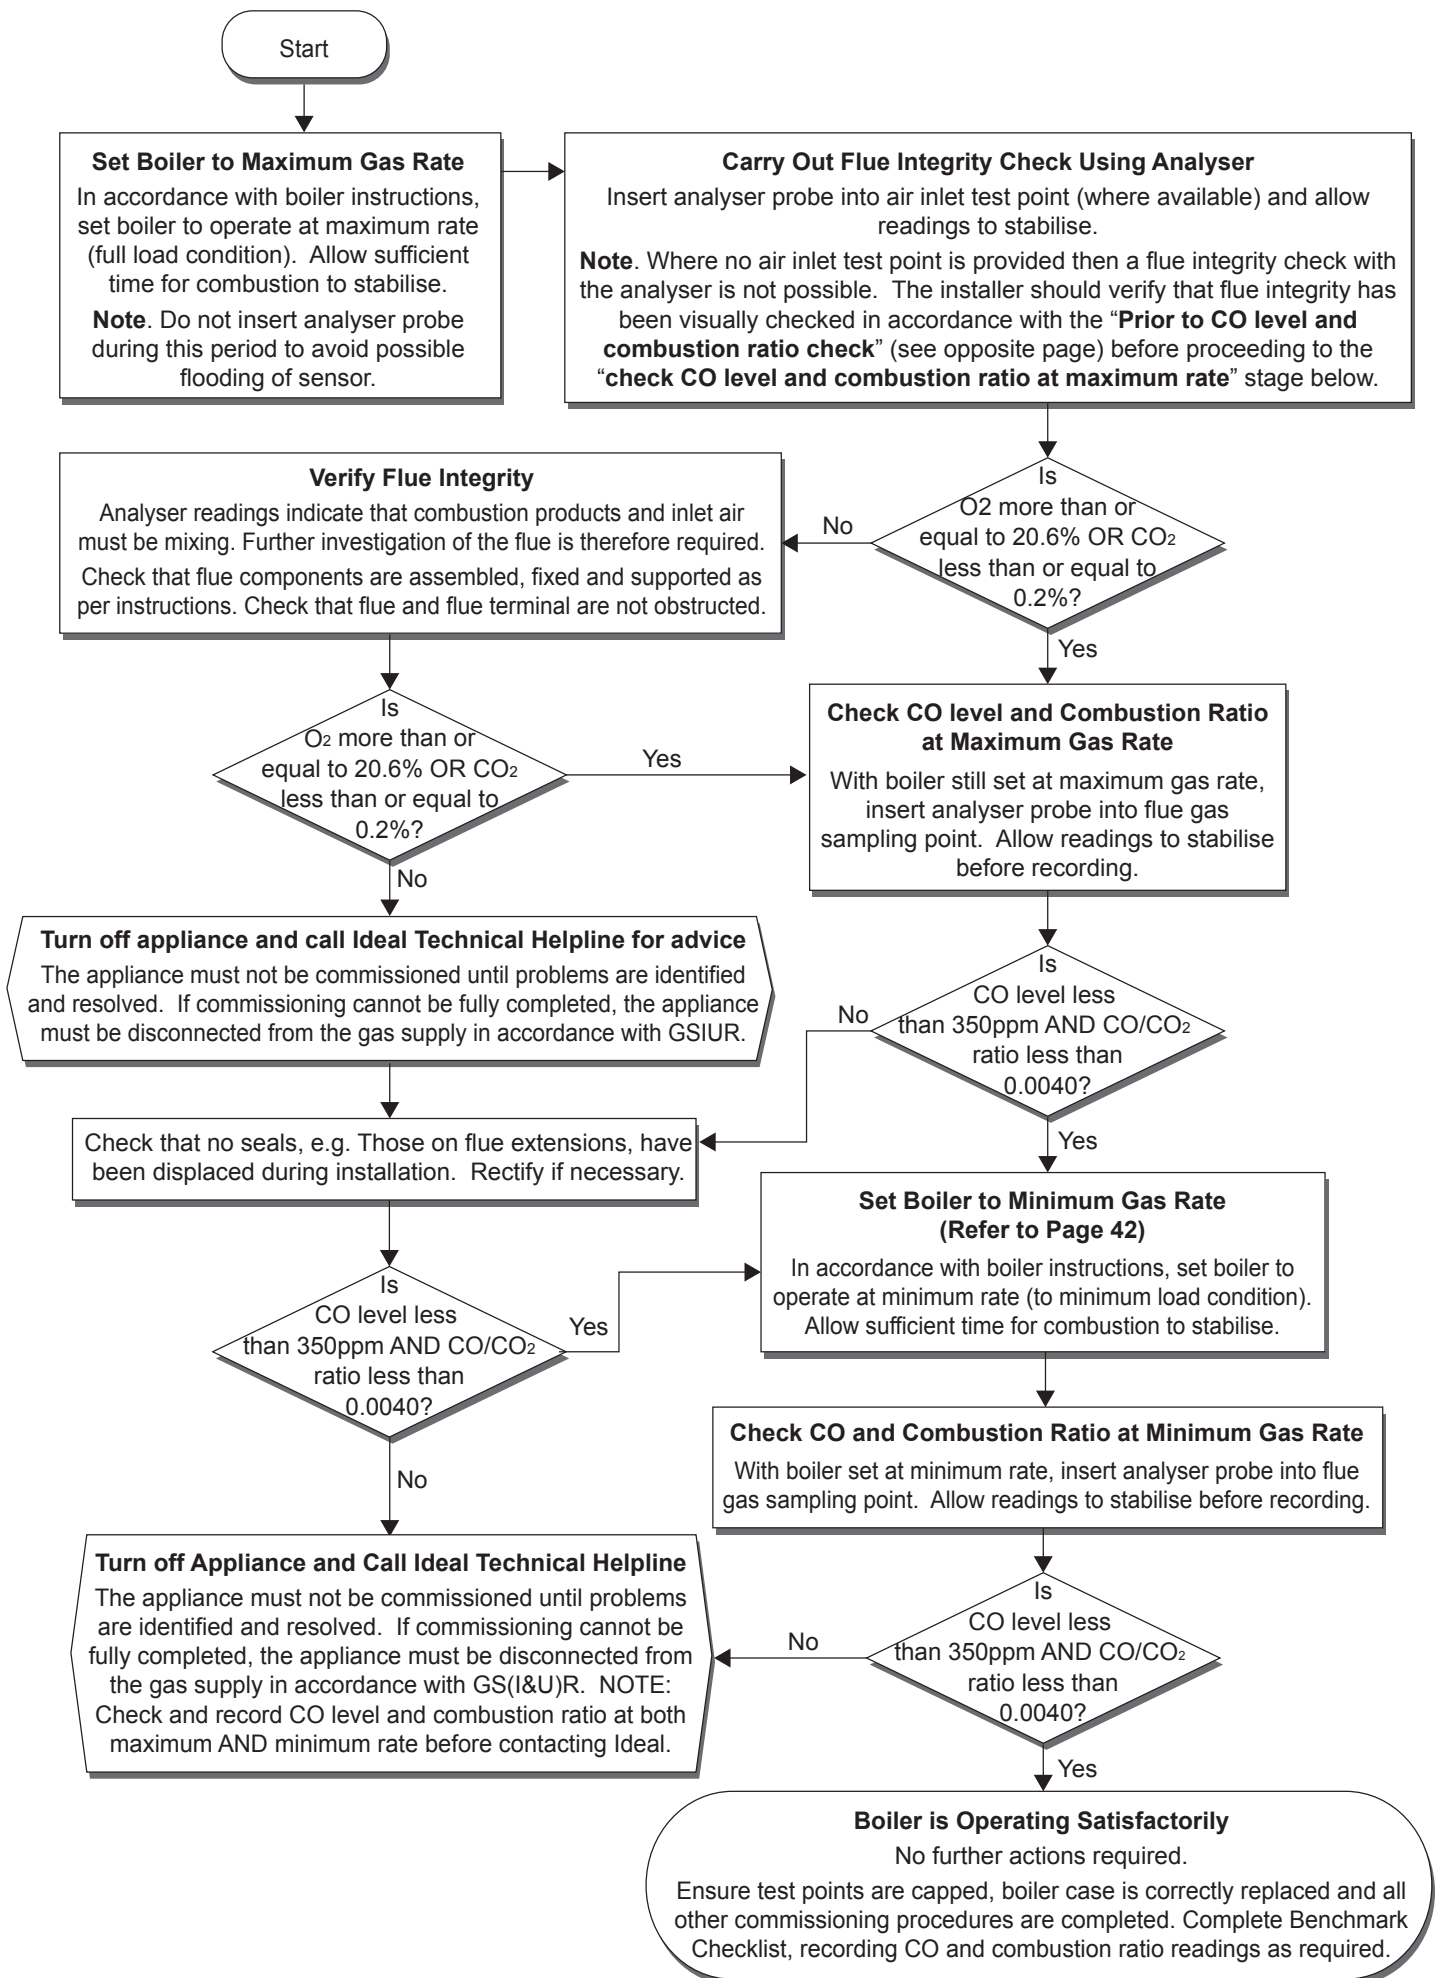 Start
Set Boiler to Maximum Gas Rate
In accordance with boiler instructions,
set boiler to operate at maximum rate
(full load condition). Allow sufficient
time for combustion to stabilise.
Note. Do not insert analyser probe
during this period to avoid possible
flooding of sensor.
Carry Out Flue Integrity Check Using Analyser
Insert analyser probe into air inlet test point (where available) and allow
readings to stabilise.
Note. Where no air inlet test point is provided then a flue integrity check with
the analyser is not possible. The installer should verify that flue integrity has
been visually checked in accordance with the “Prior to CO level and
combustion ratio check” (see opposite page) before proceeding to the
“check CO level and combustion ratio at maximum rate” stage below.
Is
O2 more than or
equal to 20.6% OR CO2
less than or equal to
0.2%?
No
Yes
Verify Flue Integrity
Analyser readings indicate that combustion products and inlet air
must be mixing. Further investigation of the flue is therefore required.
Check that flue components are assembled, fixed and supported as
per instructions. Check that flue and flue terminal are not obstructed.
Is
O2 more than or
equal to 20.6% OR CO2
less than or equal to
0.2%?
Yes
No
Check CO level and Combustion Ratio
at Maximum Gas Rate
With boiler still set at maximum gas rate,
insert analyser probe into flue gas
sampling point. Allow readings to stabilise
before recording.
Turn off appliance and call Ideal Technical Helpline for advice
The appliance must not be commissioned until problems are identified
and resolved. If commissioning cannot be fully completed, the appliance
must be disconnected from the gas supply in accordance with GSIUR.
Is
CO level less
than 350ppm AND CO/CO2
ratio less than
0.0040?
No
Yes
Check that no seals, e.g. Those on flue extensions, have
been displaced during installation. Rectify if necessary.
Set Boiler to Minimum Gas Rate
(Refer to Page 42)
In accordance with boiler instructions, set boiler to
operate at minimum rate (to minimum load condition).
Allow sufficient time for combustion to stabilise.
Is
CO level less
than 350ppm AND CO/CO2
ratio less than
0.0040?
Yes
No
Check CO and Combustion Ratio at Minimum Gas Rate
With boiler set at minimum rate, insert analyser probe into flue
gas sampling point. Allow readings to stabilise before recording.
Turn off Appliance and Call Ideal Technical Helpline
The appliance must not be commissioned until problems
are identified and resolved. If commissioning cannot be
fully completed, the appliance must be disconnected from
the gas supply in accordance with GS(I&U)R. NOTE:
Check and record CO level and combustion ratio at both
maximum AND minimum rate before contacting Ideal.
Is
CO level less
than 350ppm AND CO/CO2
ratio less than
0.0040?
No
Yes
Boiler is Operating Satisfactorily
No further actions required.
Ensure test points are capped, boiler case is correctly replaced and all
other commissioning procedures are completed. Complete Benchmark
Checklist, recording CO and combustion ratio readings as required.